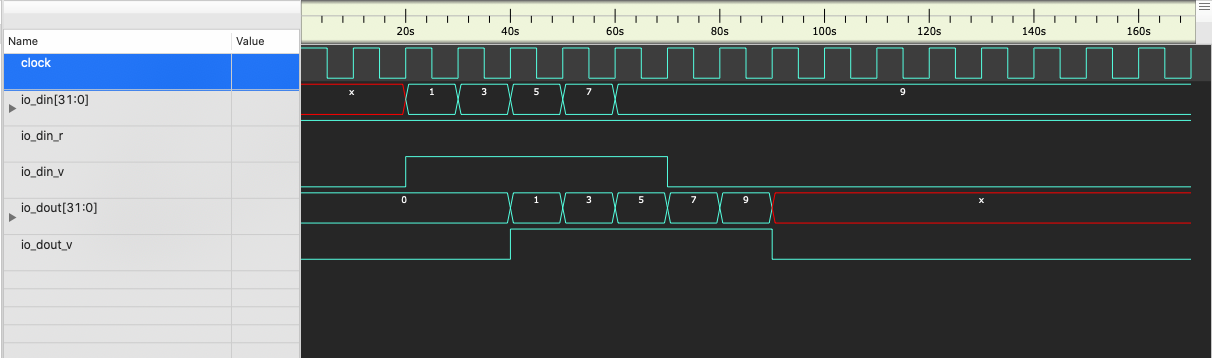 20s 40s 60s 80s 100s 120s 140s 160s
Name Value
clock
io_din[31:0] x 1 3 5 7 9
io_din_r
io_din_v
io_dout[31:0] 0 1 3 5 7 9 x
io_dout_v